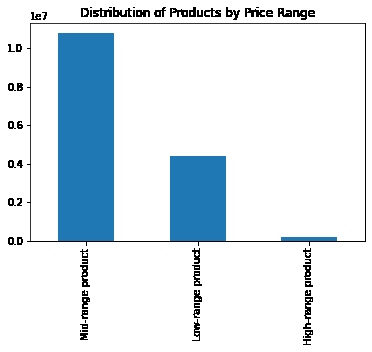 Distribution of Products by Price Range
1e7
1.0
0.8
0.6
0.4
0.2
0.0
Mid-range product
Low-range product
High-range product